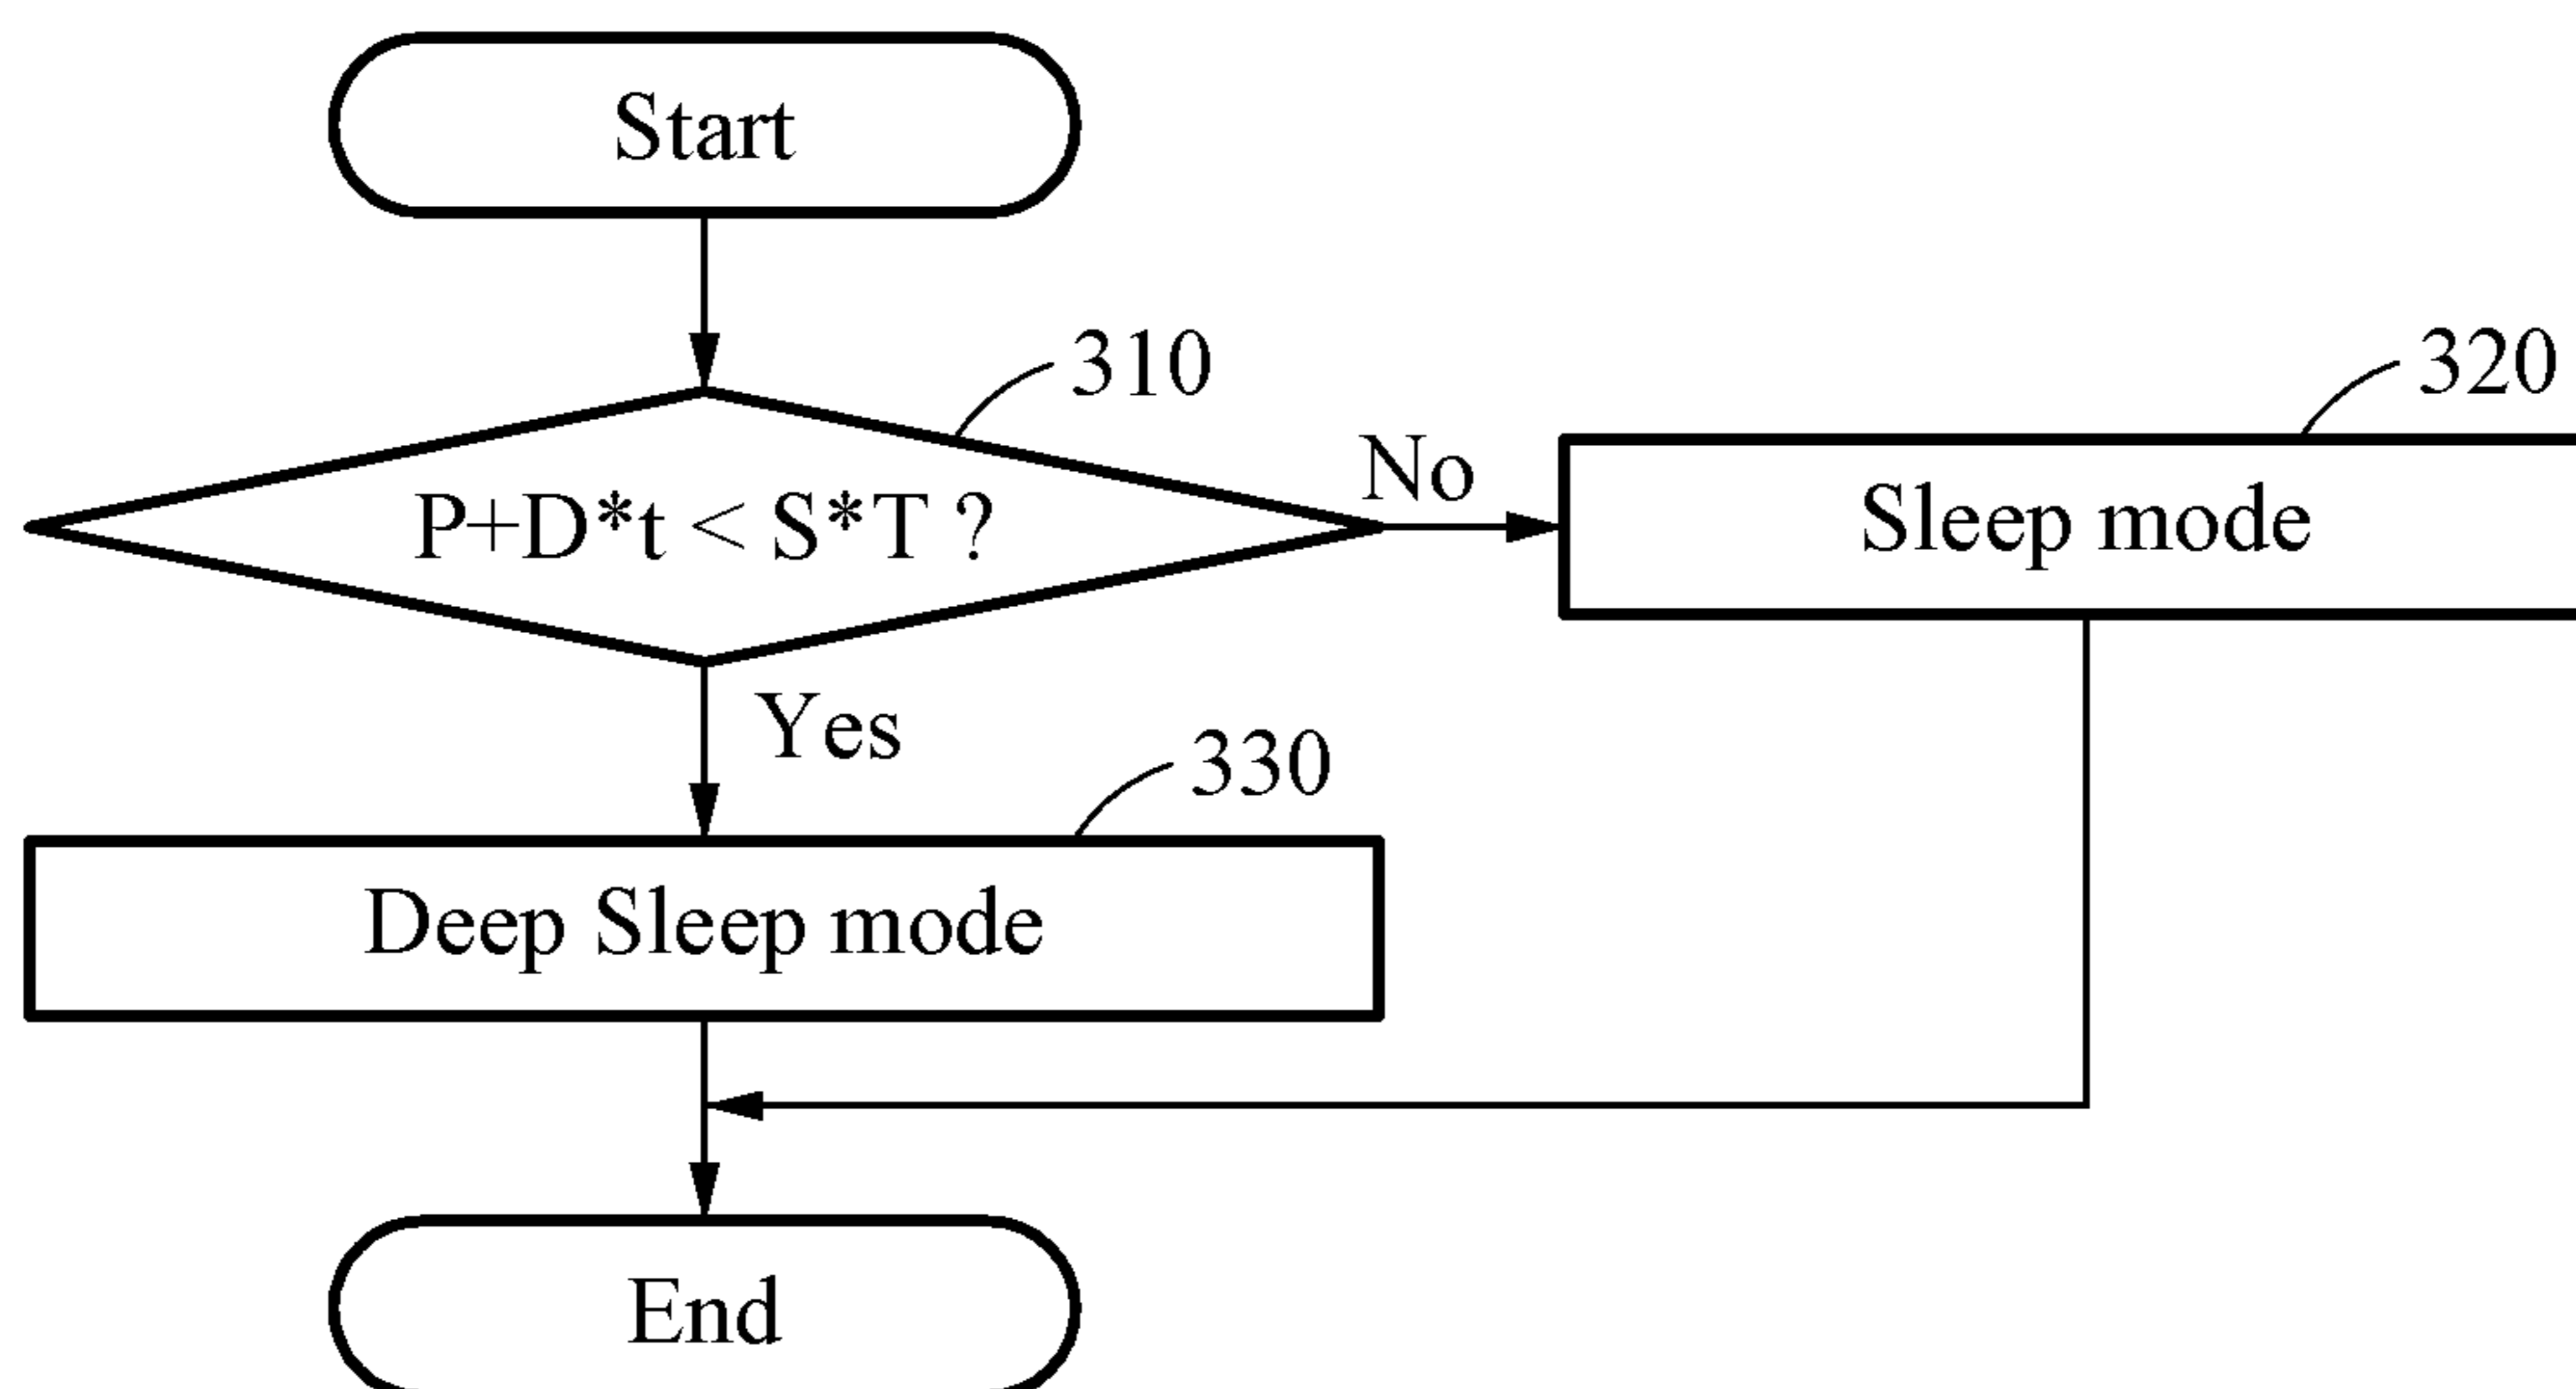 Start
310
320
P+D*t < S*T ?
No
Sleep mode
Yes
330
Deep Sleep mode
End